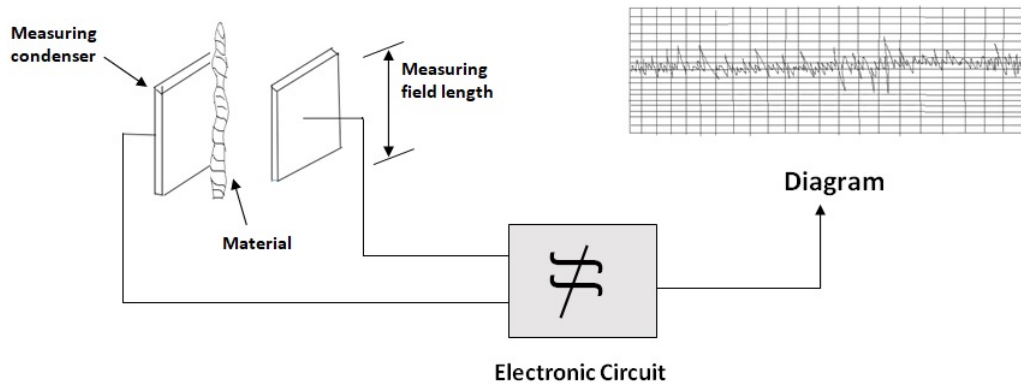 Measuring
condenser
Measuring
field length
Material
Diagram
Electronic Circuit